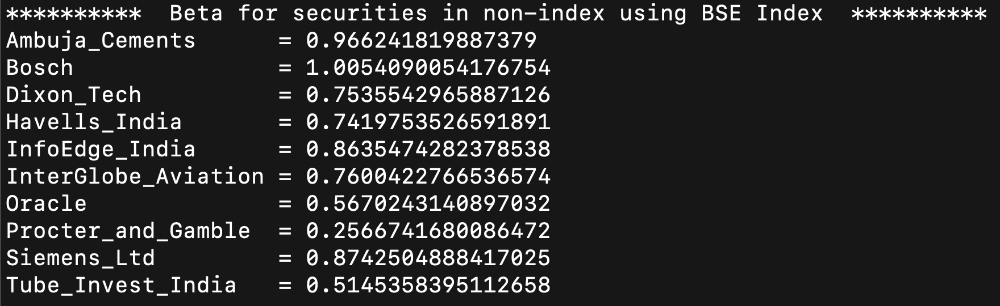 ********** Beta for securities in non-index using BSE Index **********
Ambuja_Cements = 0.966241819887379
Bosch = 1.0054090054176754
Dixon_Tech = 0.7535542965887126
Havells_India = 0.7419753526591891
InfoEdge_India = 0.8635474282378538
InterGlobe_Aviation = 0.7600422766536574
Oracle = 0.5670243140897032
Procter_and_Gamble = 0.2566741680086472
Siemens_Ltd = 0.8742504888417025
Tube_Invest_India = 0.5145358395112658